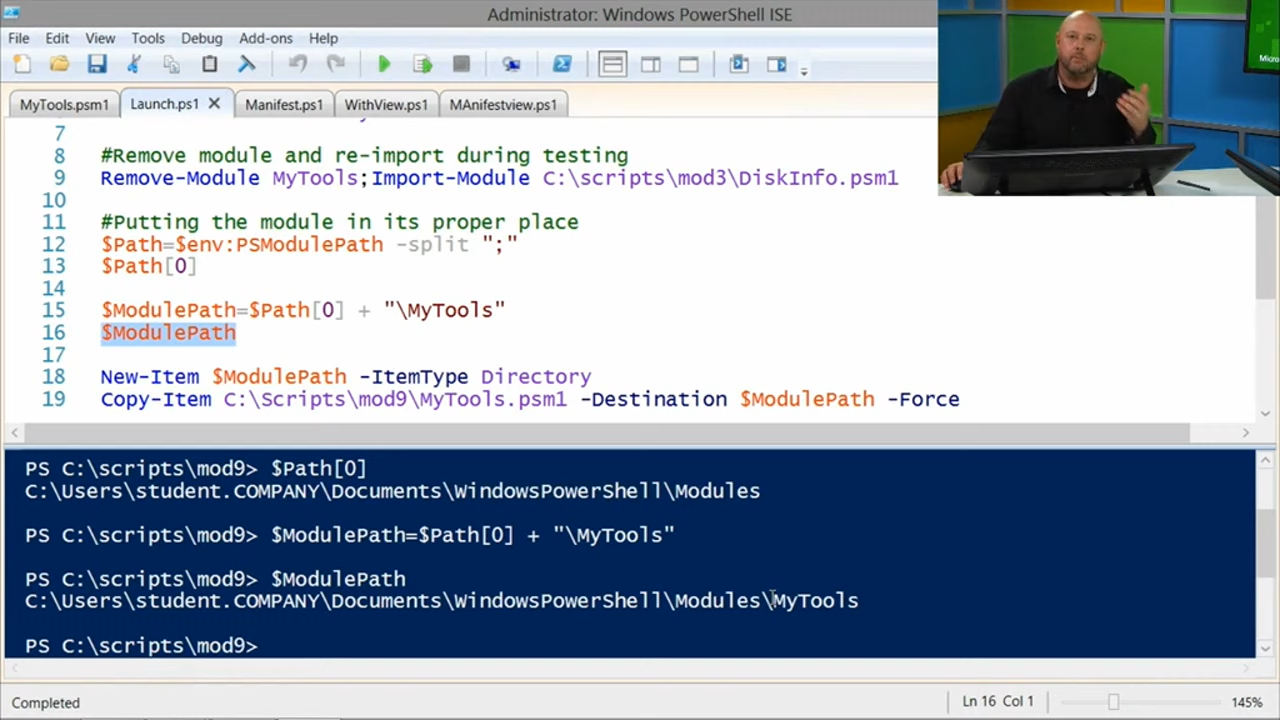 Administrator: Windows PowerShell ISE
File Edit View Tools Debug Add-ons Help
MyTools.psm1 Launch.ps1 Manifest.ps1 WithView.ps1 MAnifestview.ps1
Micro
7
8 #Remove module and re-import during testing
9 Remove-Module MyTools;Import-Module C:\scripts\mod3\DiskInfo.psm1
10
11 #Putting the module in its proper place
12 $Path=$env:PSModulePath -split ";"
13 $Path[0]
14
15 $ModulePath=$Path[0] + "\MyTools"
16 $ModulePath
17
18 New-Item $ModulePath -ItemType Directory
19 Copy-Item C:\Scripts\mod9\MyTools.psm1 -Destination $ModulePath -Force
PS C:\scripts\mod9> $Path[0]
C:\Users\student.COMPANY\Documents\WindowsPowerShell\Modules
PS C:\scripts\mod9> $ModulePath=$Path[0] + "\MyTools"
PS C:\scripts\mod9> $ModulePath
C:\Users\student.COMPANY\Documents\WindowsPowerShell\Modules\MyTools
PS C:\scripts\mod9>
Completed Ln 16 Col 1 145%